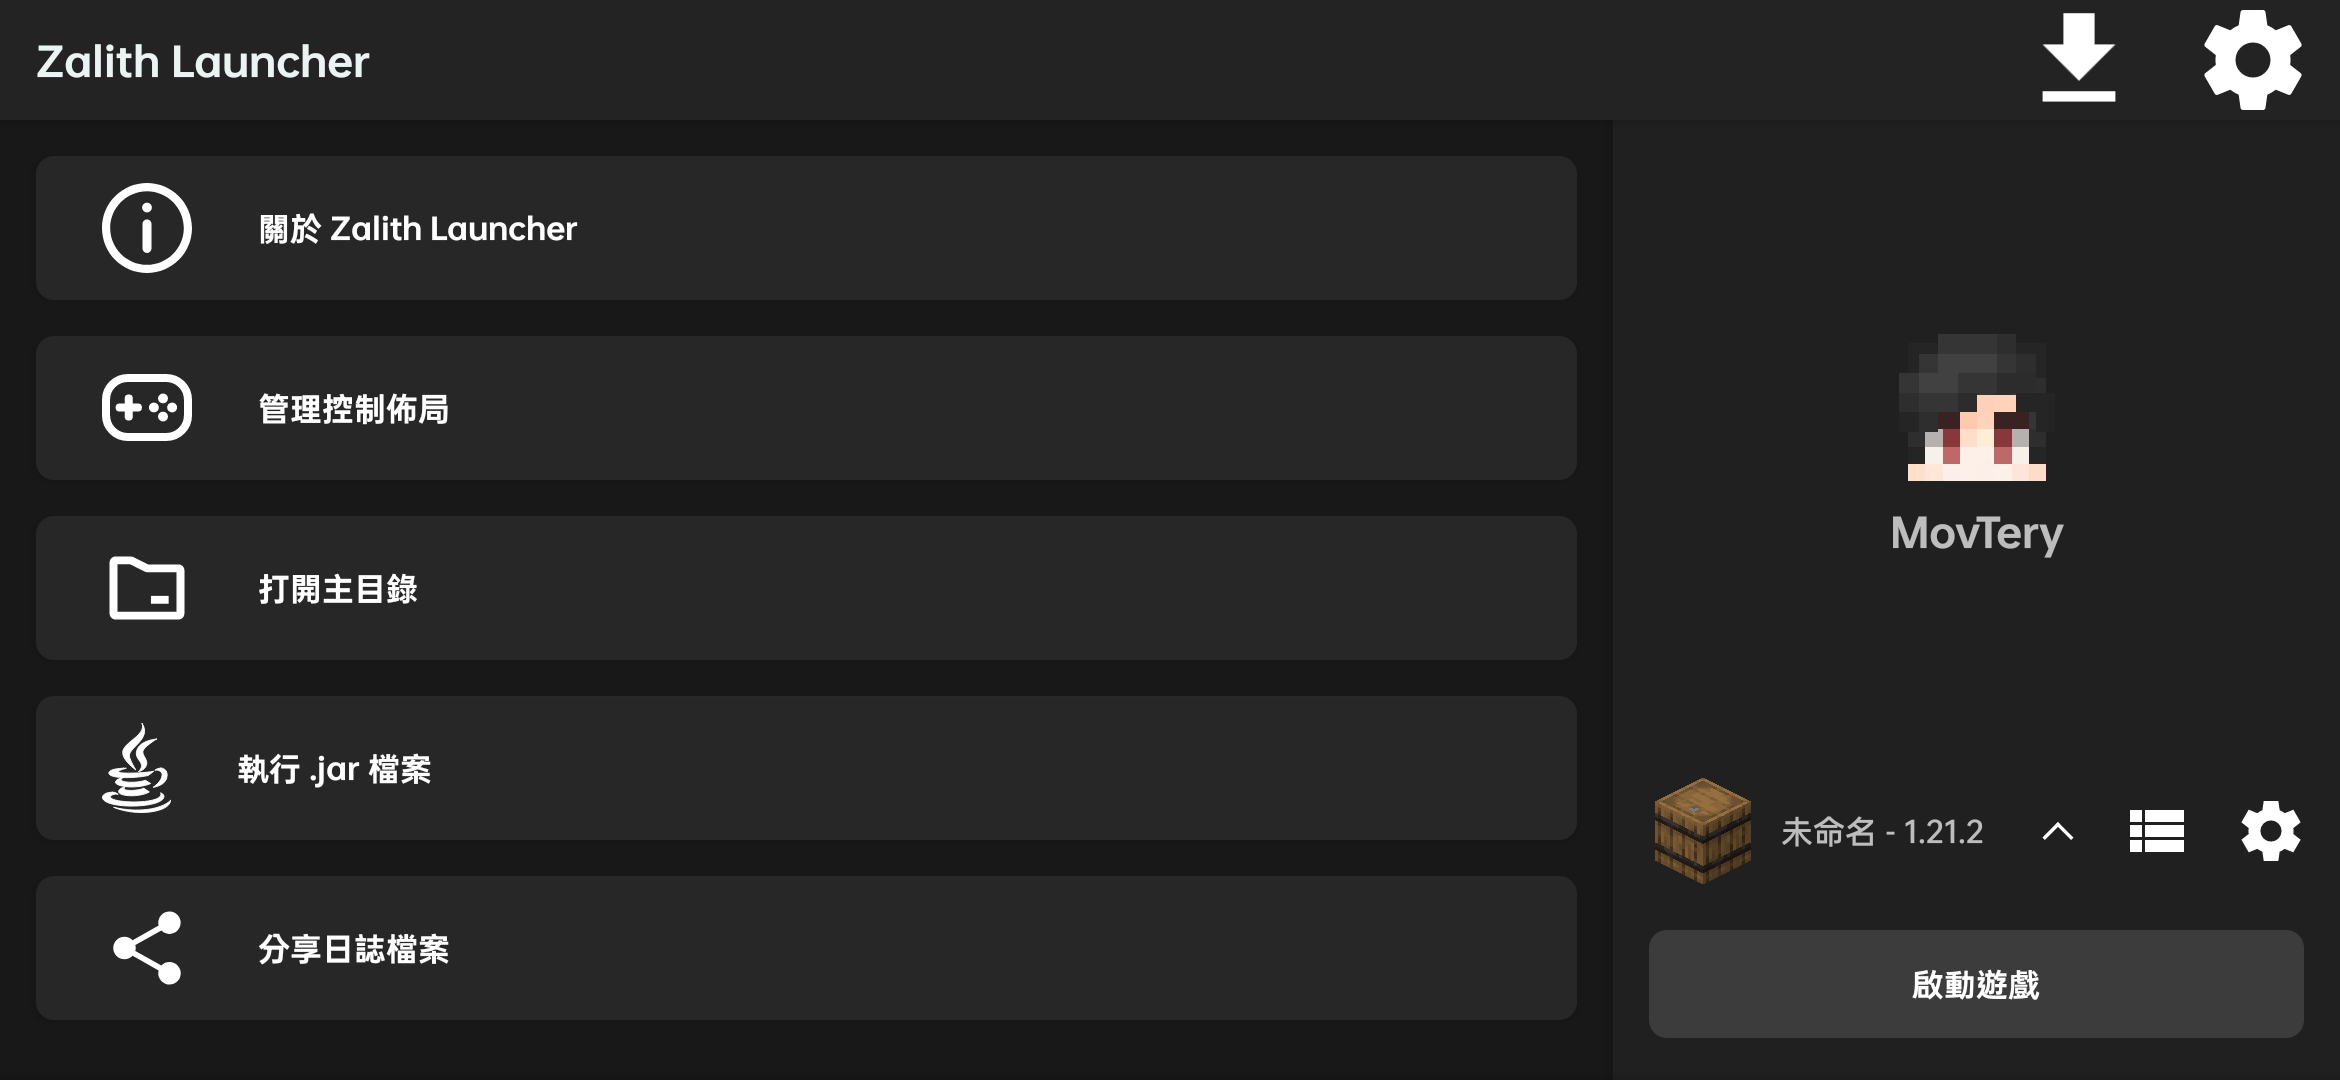 Zalith Launcher
關於 Zalith Launcher
管理控制佈局
打開主目錄
執行 .jar 檔案
分享日誌檔案
MovTery
未命名 - 1.21.2
啟動遊戲